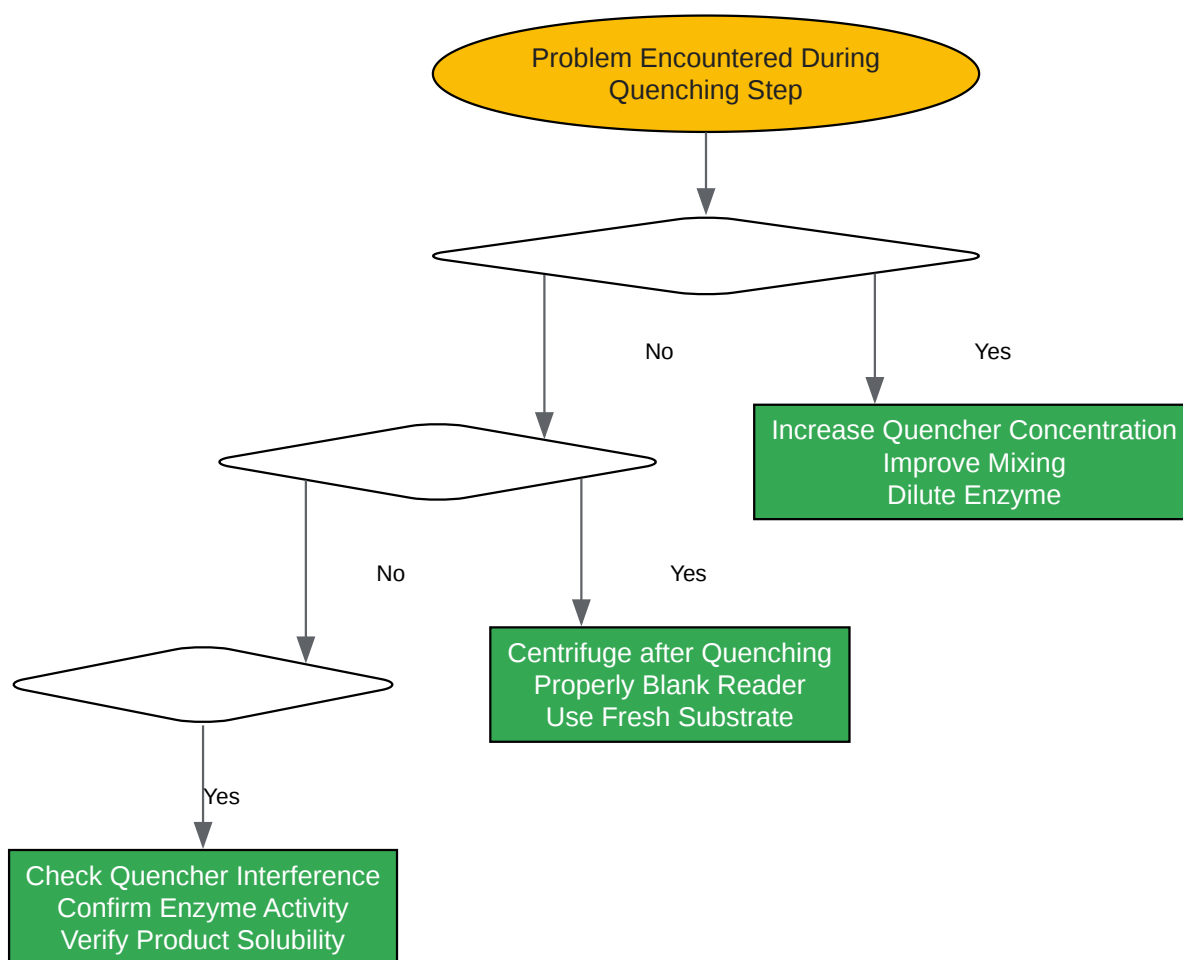 Problem Encountered During
Quenching Step
No
Yes
Increase Quencher Concentration
Improve Mixing
Dilute Enzyme
No
Yes
Centrifuge after Quenching
Properly Blank Reader
Use Fresh Substrate
Yes
Check Quencher Interference
Confirm Enzyme Activity
Verify Product Solubility